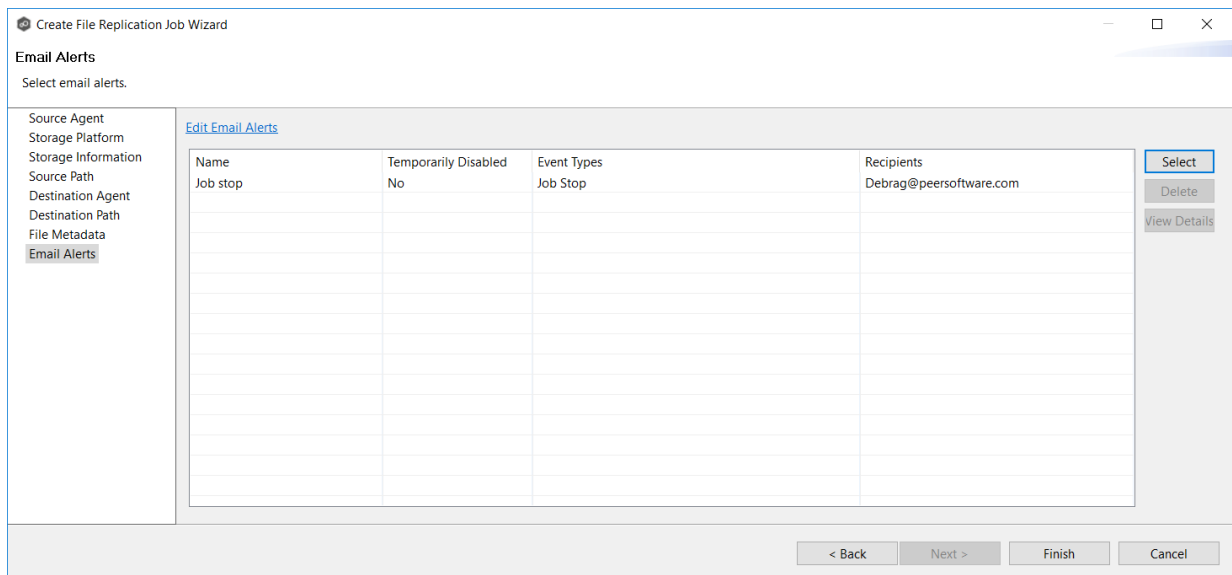 Create File Replication Job Wizard
Email Alerts
Select email alerts.
Source Agent
Storage Platform
Storage Information
Source Path
Destination Agent
Destination Path
File Metadata
Email Alerts
Edit Email Alerts
Name Temporarily Disabled Event Types Recipients
Job stop No Job Stop Debrag@peersoftware.com
Select
Delete
View Details
< Back Next > Finish Cancel